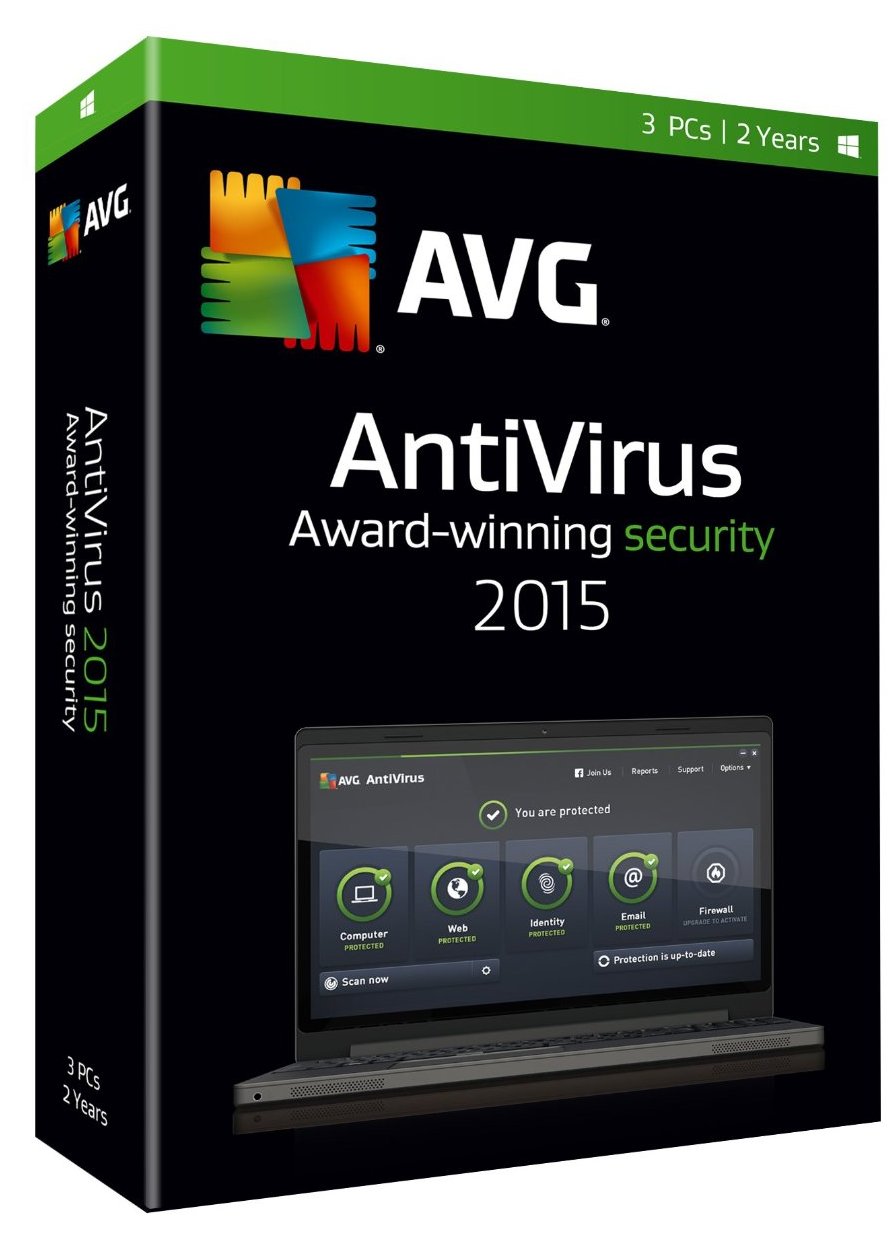 3 PCs | 2 Years
AVG®
®
AntiVirus
Award-winning security
2015
AVG AntiVirus
Join Us
Reports
Support
Options
You are protected
Computer
PROTECTED
Web
PROTECTED
Identity
PROTECTED
Email
PROTECTED
Firewall
UPGRADE TO ACTIVATE
Scan now
Protection is up-to-date
AVG
AntiVirus 2015
Award-winning security
3 PCs
2 Years